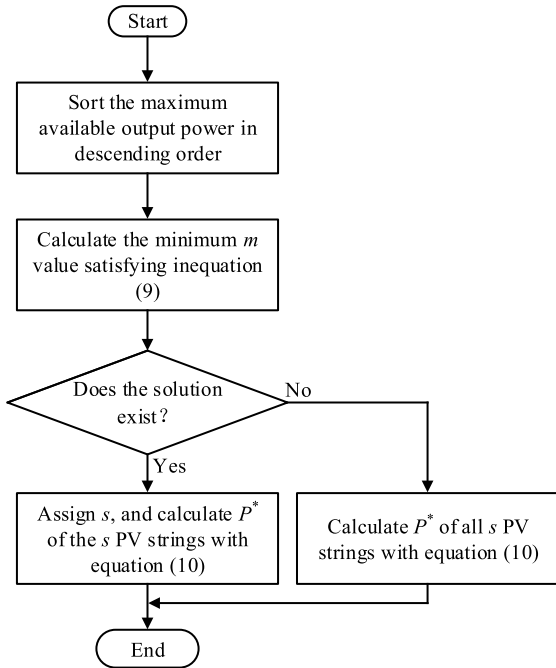 Start
Sort the maximum
available output power in
descending order
Calculate the minimum m
value satisfying inequation
(9)
Does the solution
exist?
No
Yes
Assign s, and calculate P*
of the s PV strings with
equation (10)
Calculate P* of all s PV
strings with equation (10)
End